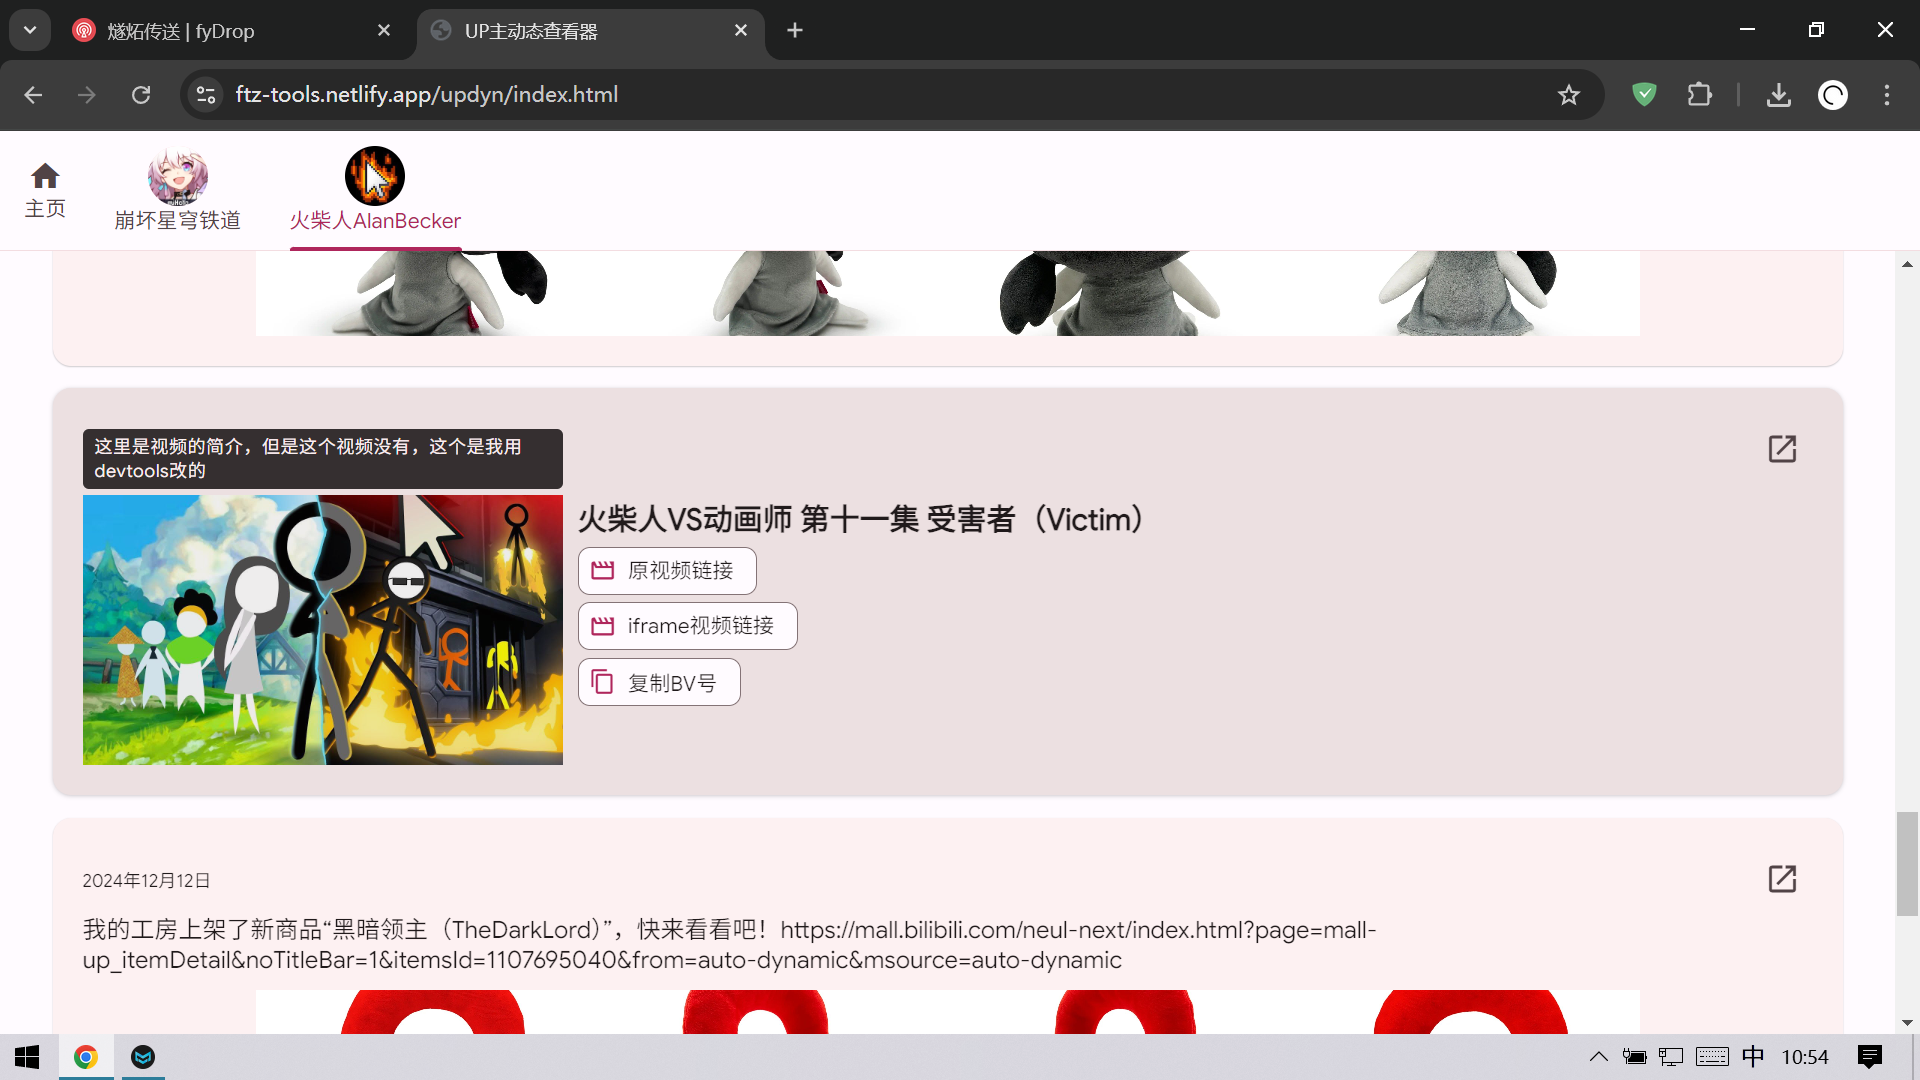 燧炻传送 | fyDrop
UP主动态查看器
ftz-tools.netlify.app/updyn/index.html
主页
崩坏星穹铁道
火柴人AlanBecker
这里是视频的简介，但是这个视频没有，这个是我用
devtools改的
火柴人VS动画师 第十一集 受害者（Victim）
原视频链接
iframe视频链接
复制BV号
2024年12月12日
我的工房上架了新商品“黑暗领主（TheDarkLord）”，快来看看吧！https://mall.bilibili.com/neul-next/index.html?page=mall-
up_itemDetail&noTitleBar=1&itemsId=1107695040&from=auto-dynamic&msource=auto-dynamic
中
10:54